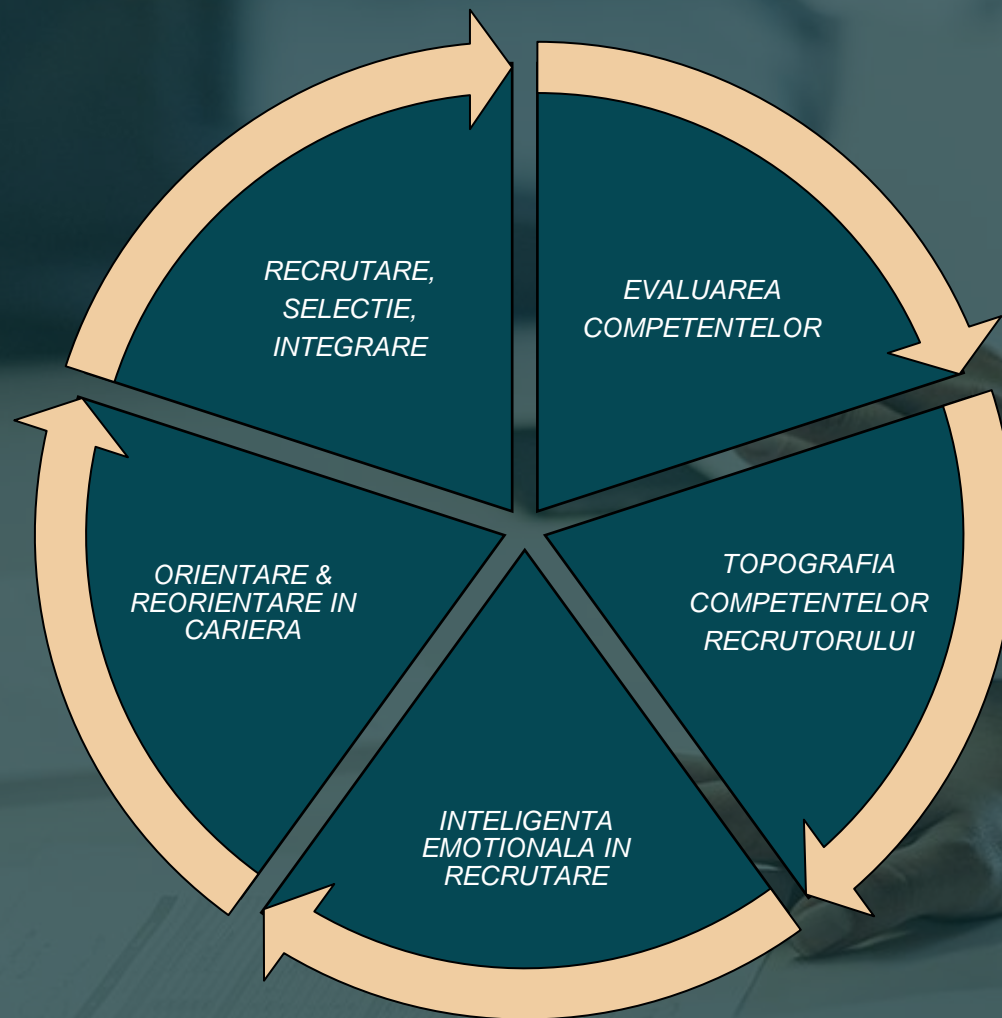 RECRUTARE,
SELECTIE,
INTEGRARE
EVALUAREA
COMPETENTELOR
TOPOGRAFIA
COMPETENTELOR
RECRUTORULUI
INTELIGENTA
EMOTIONALA IN
RECRUTARE
ORIENTARE &
REORIENTARE IN
CARIERA